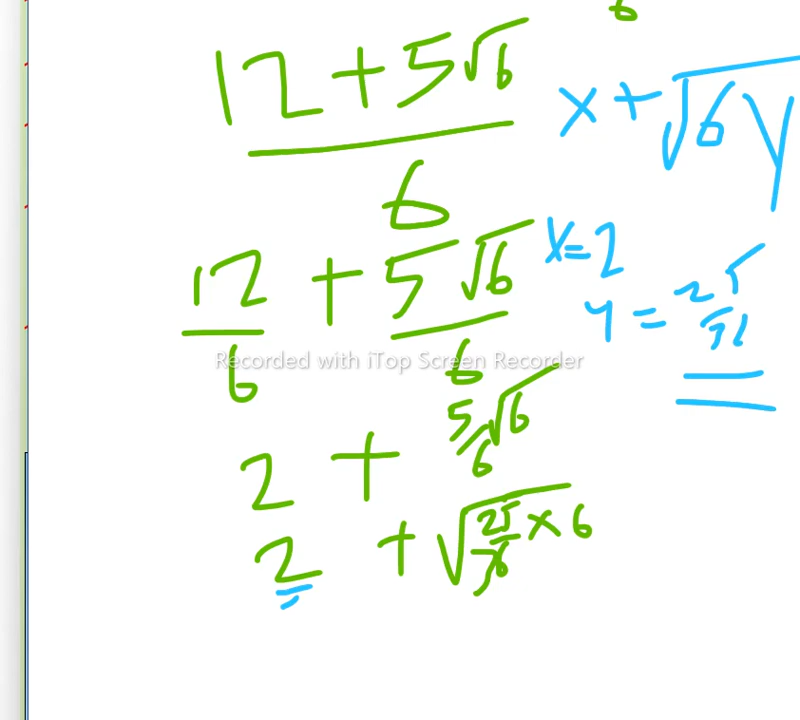 6
12 + 5√6
6
x + √6y
12 + 5√6
6 6
x = 2
y = 25/36
Recorded with iTop Screen Recorder
2 + 5/6 √6
2 + √25/36 × 6